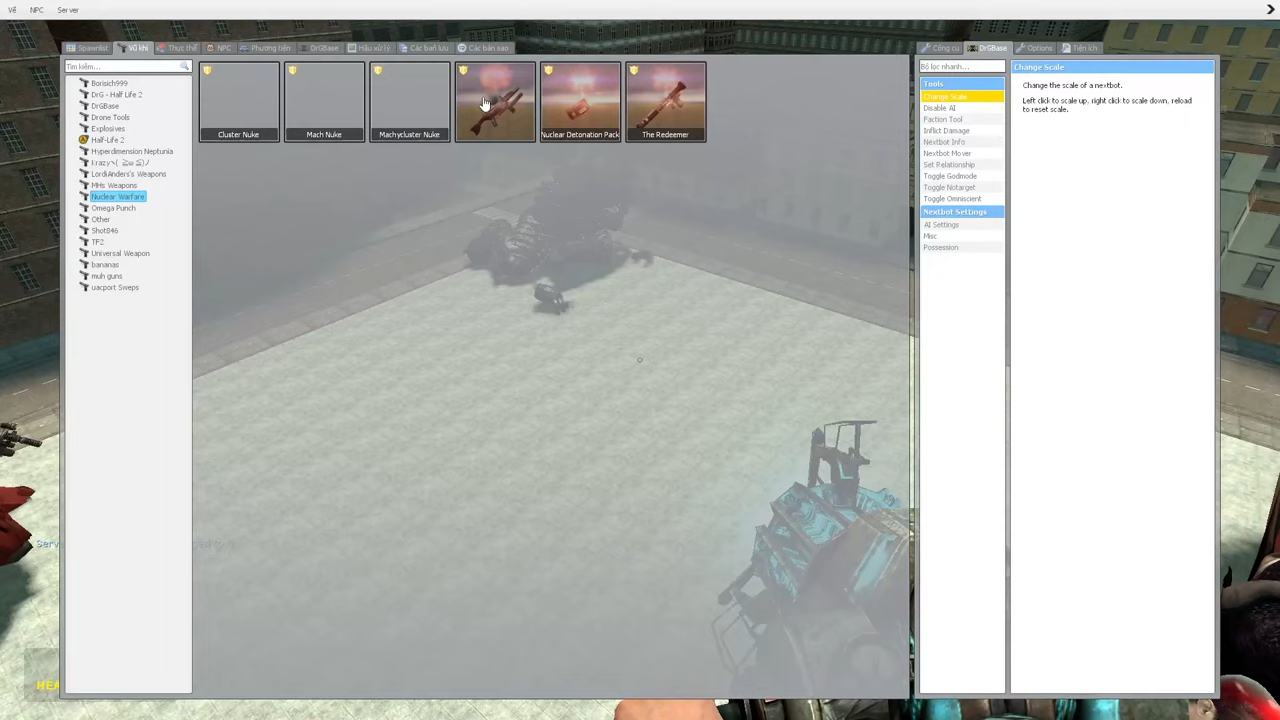 Vẽ NPC Server
Spawnlist Vũ khí Thực thể NPC Phương tiện DrGBase Hậu xử lý Các bản lưu Các bản sao
Tìm kiếm...
Borisich999
DrG - Half Life 2
DrGBase
Drone Tools
Explosives
Half-Life 2
Hyperdimension Neptunia
LordiAnders's Weapons
MHs Weapons
Nuclear Warfare
Omega Punch
Other
Shot846
TF2
Universal Weapon
bananas
muh guns
uacport Sweps
Cluster Nuke Mach Nuke Machycluster Nuke Nuclear Detonation Pack The Redeemer
Công cụ DrGBase Options Tiện ích
Bộ lọc nhanh...
Tools
Change Scale
Disable AI
Faction Tool
Inflict Damage
Nextbot Info
Nextbot Mover
Set Relationship
Toggle Godmode
Toggle Notarget
Toggle Omniscient
Nextbot Settings
AI Settings
Misc
Possession
Change Scale
Change the scale of a nextbot.
Left click to scale up, right click to scale down, reload
to reset scale.